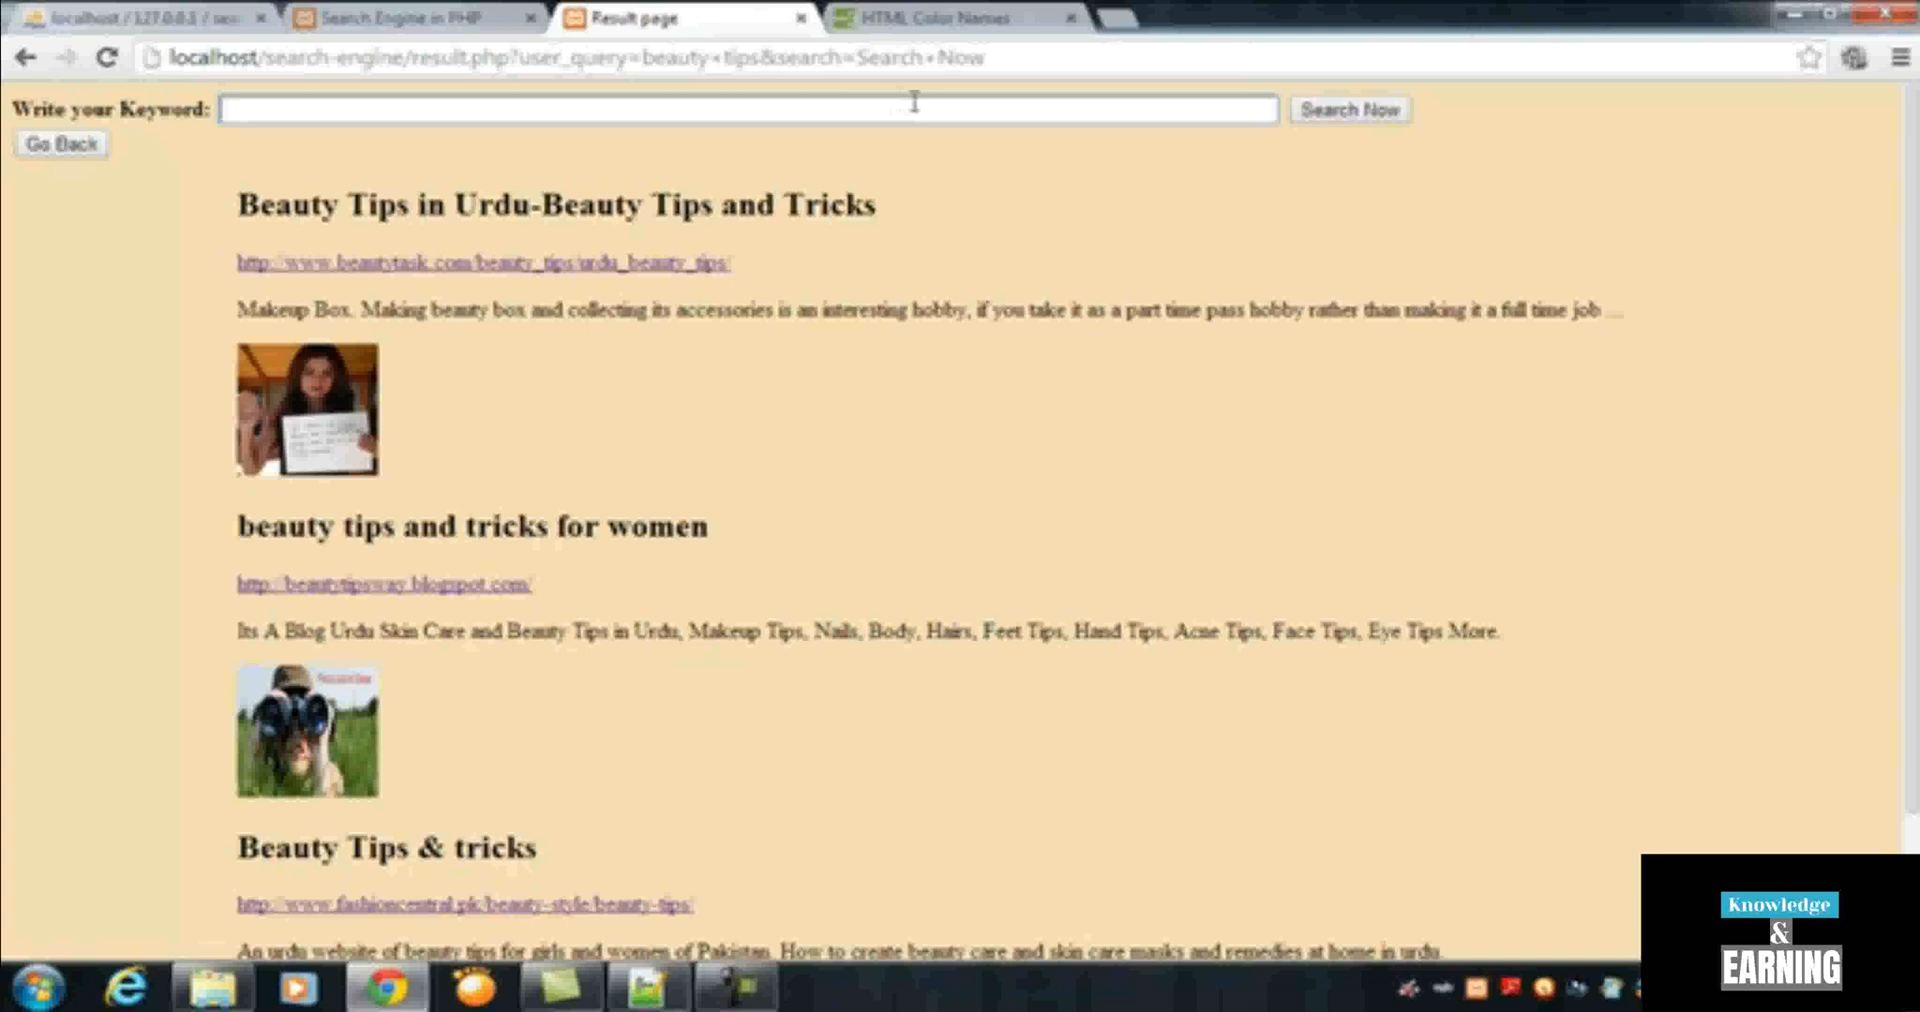 localhost / 127.0.0.1 /
Search Engine in PHP
Result page
HTML Color Names
localhost/search-engine/result.php?user_query=beauty+tips&search=Search+Now
Write your Keyword:
Search Now
Go Back
Beauty Tips in Urdu-Beauty Tips and Tricks
http://www.beautytask.com/beauty_tips/urdu_beauty_tips/
Makeup Box. Making beauty box and collecting its accessories is an interesting hobby, if you take it as a part time pass hobby rather than making it a full time job ...
beauty tips and tricks for women
http://beautytipsway.blogspot.com/
Its A Blog Urdu Skin Care and Beauty Tips in Urdu, Makeup Tips, Nails, Body, Hairs, Feet Tips, Hand Tips, Acne Tips, Face Tips, Eye Tips More.
Beauty Tips & tricks
http://www.fashioncentral.pk/beauty-style/beauty-tips/
An urdu website of beauty tips for girls and women of Pakistan. How to create beauty care and skin care masks and remedies at home in urdu.
Knowledge
&
EARNING